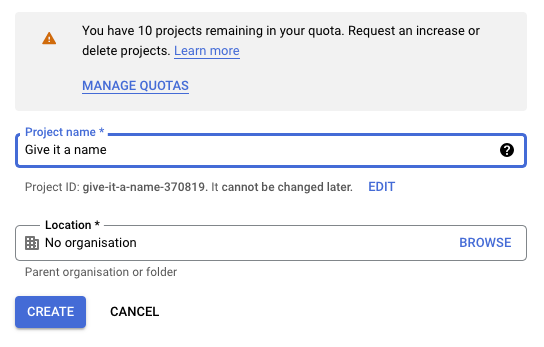 You have 10 projects remaining in your quota. Request an increase or
delete projects. Learn more
MANAGE QUOTAS
Project name *
Give it a name
Project ID: give-it-a-name-370819. It cannot be changed later. EDIT
Location *
No organisation BROWSE
Parent organisation or folder
CREATE CANCEL